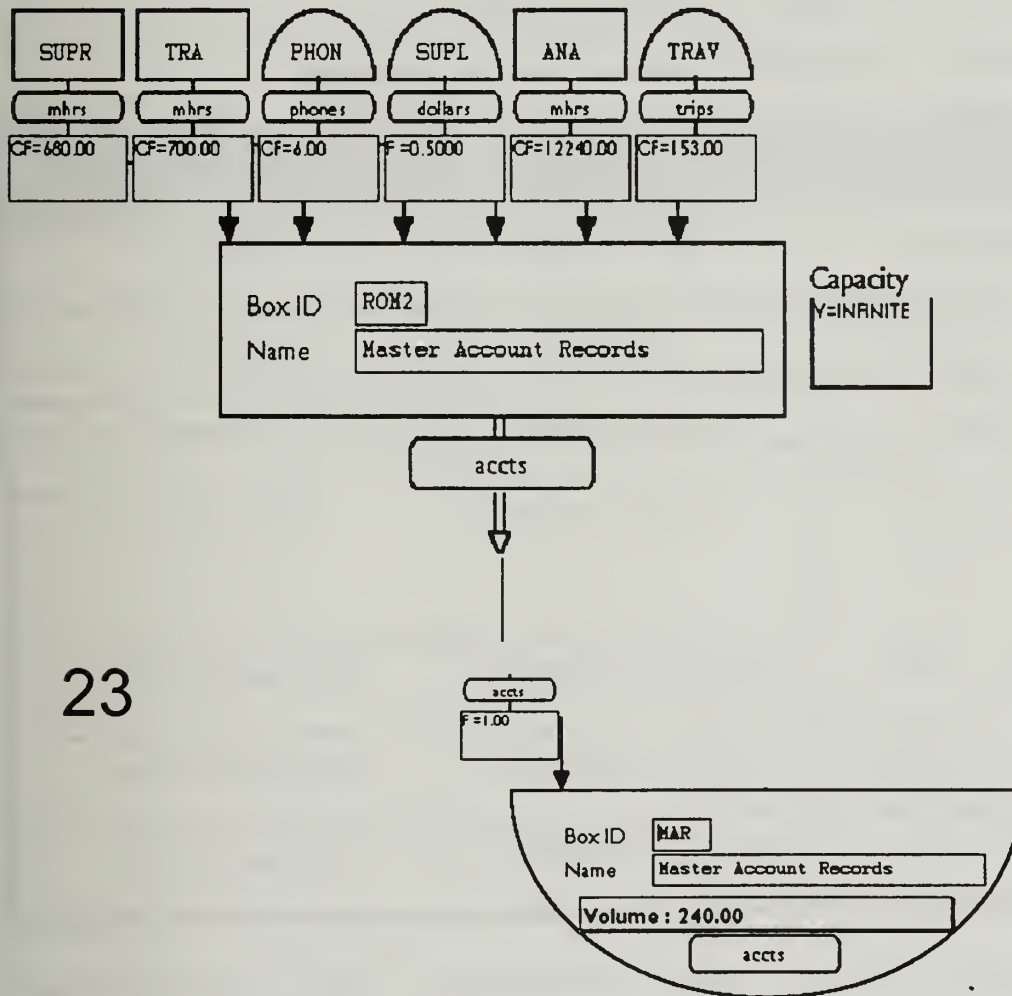 SUPR TRA PHON SUPL ANA TRAV
mhrs mhrs phones dollars mhrs trips
CF=680.00 CF=700.00 CF=6.00 F =0.5000 CF=12240.00 CF=153.00
Capacity
Y=INFINITE
Box ID ROM2
Name Master Account Records
accts
23
accts
F =1.00
Box ID MAR
Name Master Account Records
Volume : 240.00
accts